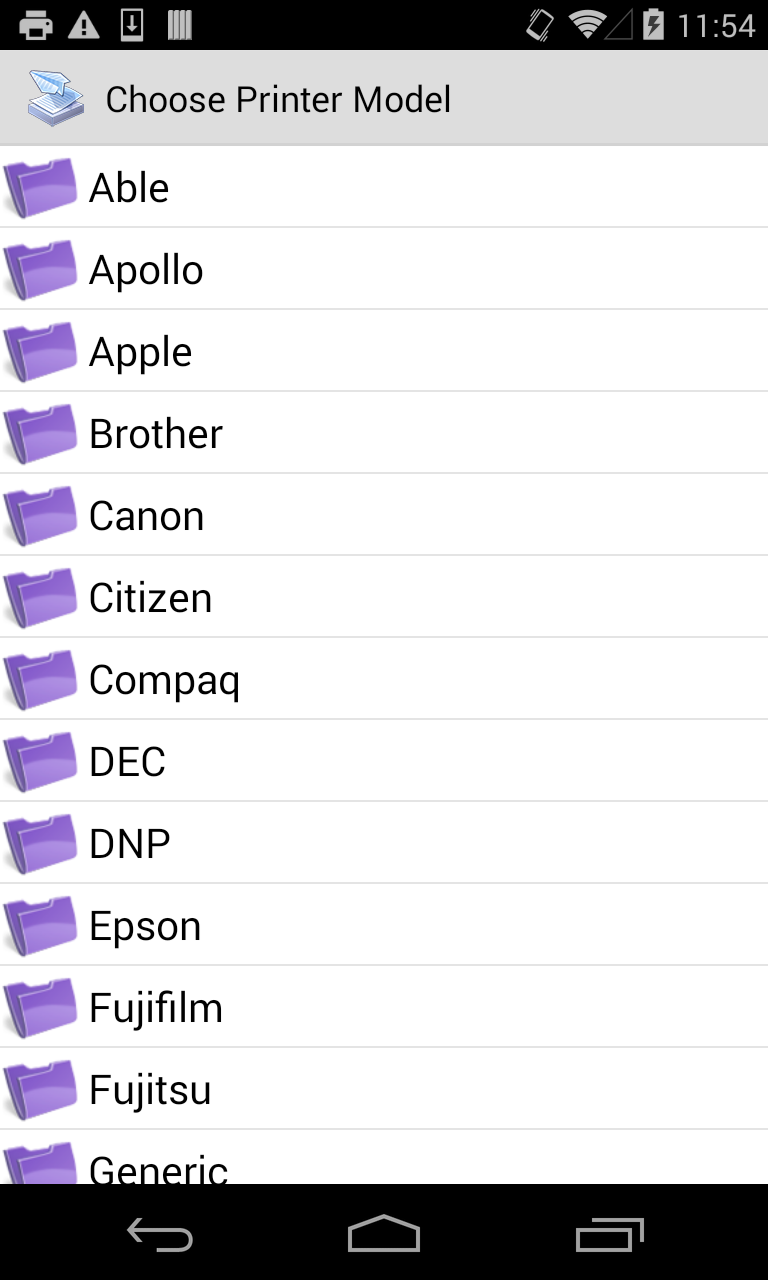 11:54
Choose Printer Model
Able
Apollo
Apple
Brother
Canon
Citizen
Compaq
DEC
DNP
Epson
Fujifilm
Fujitsu
Generic